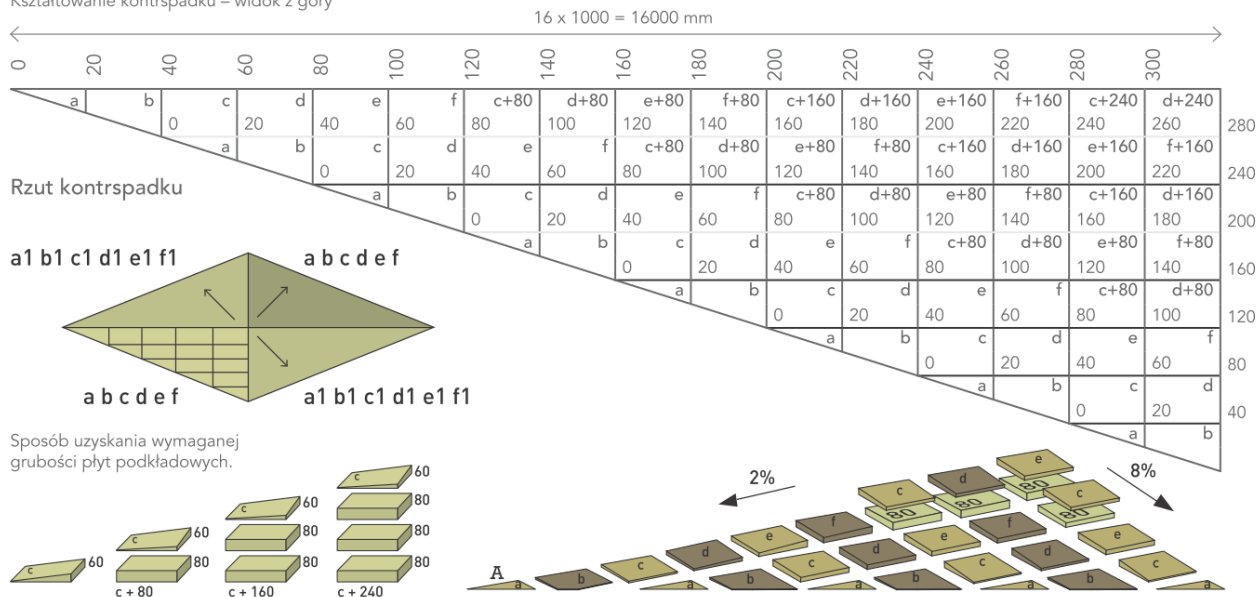 Kształtowanie kontrspadku – widok z góry
16 x 1000 = 16000 mm
0 20 40 60 80 100 120 140 160 180 200 220 240 260 280 300
a b c d e f c+80 d+80 e+80 f+80 c+160 d+160 e+160 f+160 c+240 d+240
0 20 40 60 80 100 120 140 160 180 200 220 240 260 280
a b c d e f c+80 d+80 e+80 f+80 c+160 d+160 e+160 f+160
0 20 40 60 80 100 120 140 160 180 200 220 240
Rzut kontrspadku
a b c d e f c+80 d+80 e+80 f+80 c+160 d+160
0 20 40 60 80 100 120 140 160 180 200
a b c d e f c+80 d+80 e+80 f+80
0 20 40 60 80 100 120 140 160
a b c d e f c+80 d+80
0 20 40 60 80 100 120
a b c d e f
0 20 40 60 80
a b c d
0 20 40
a b
a1 b1 c1 d1 e1 f1
a b c d e f
a b c d e f
a1 b1 c1 d1 e1 f1
Sposób uzyskania wymaganej
grubości płyt podkładowych.
c 60
c 60
80
c + 80
c 60
80
80
c + 160
c 60
80
80
80
c + 240
2%
8%
e
c d 80 c
80 80 80
f e f e
d c d c d c
c
A
a b a b a b a b a